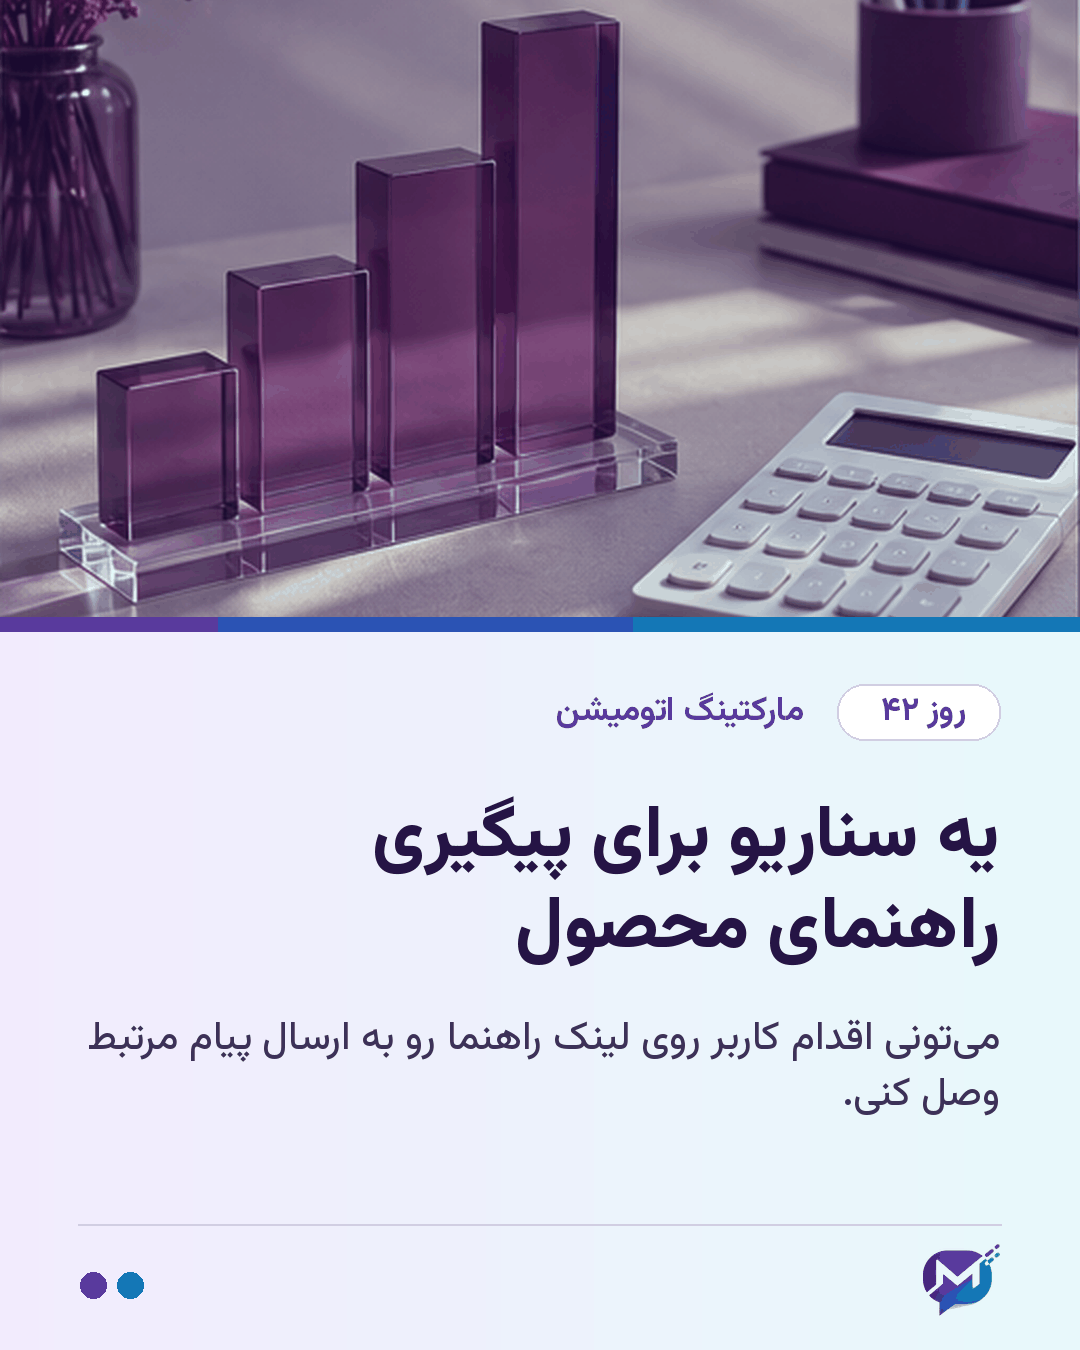 روز ۴۲
مارکتینگ اتومیشن
یه سناریو برای پیگیری
راهنمای محصول
می‌تونی اقدام کاربر روی لینک راهنما رو به ارسال پیام مرتبط
وصل کنی.